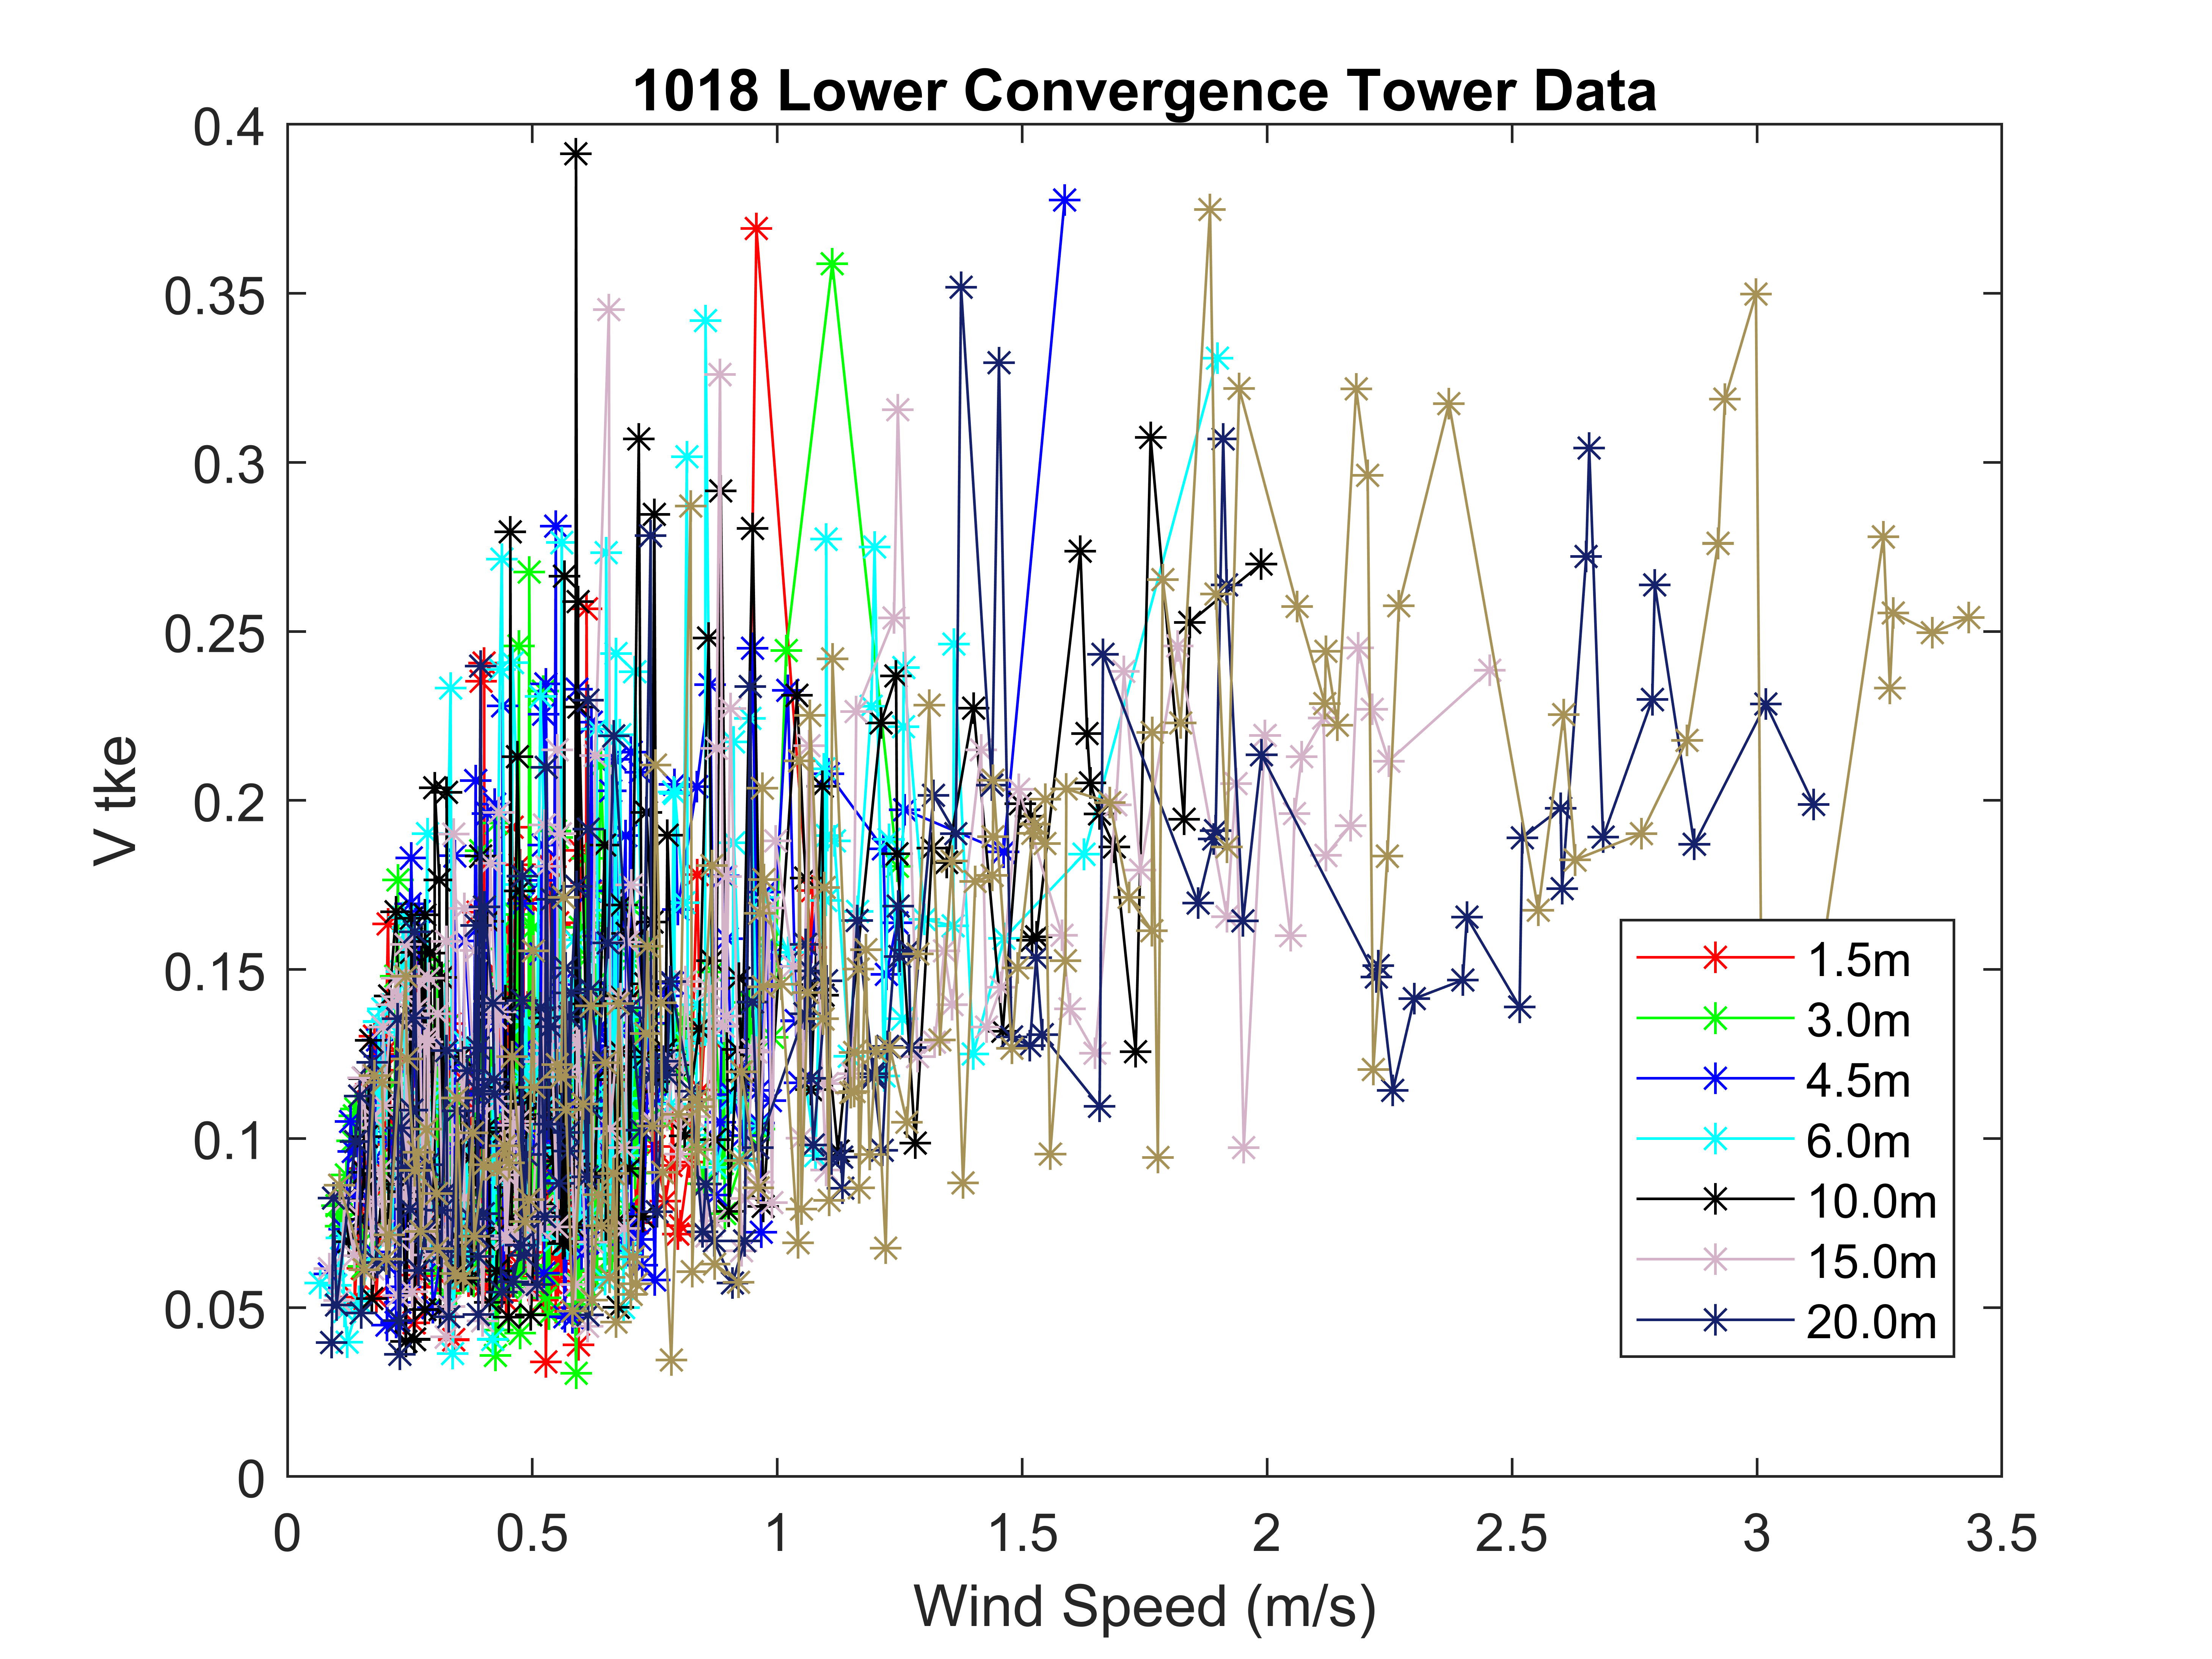 1018 Lower Convergence Tower Data
0.4
0.35
0.3
0.25
0.2
0.15
0.1
0.05
0
V tke
0
0.5
1
1.5
2
2.5
3
3.5
Wind Speed (m/s)
1.5m
3.0m
4.5m
6.0m
10.0m
15.0m
20.0m